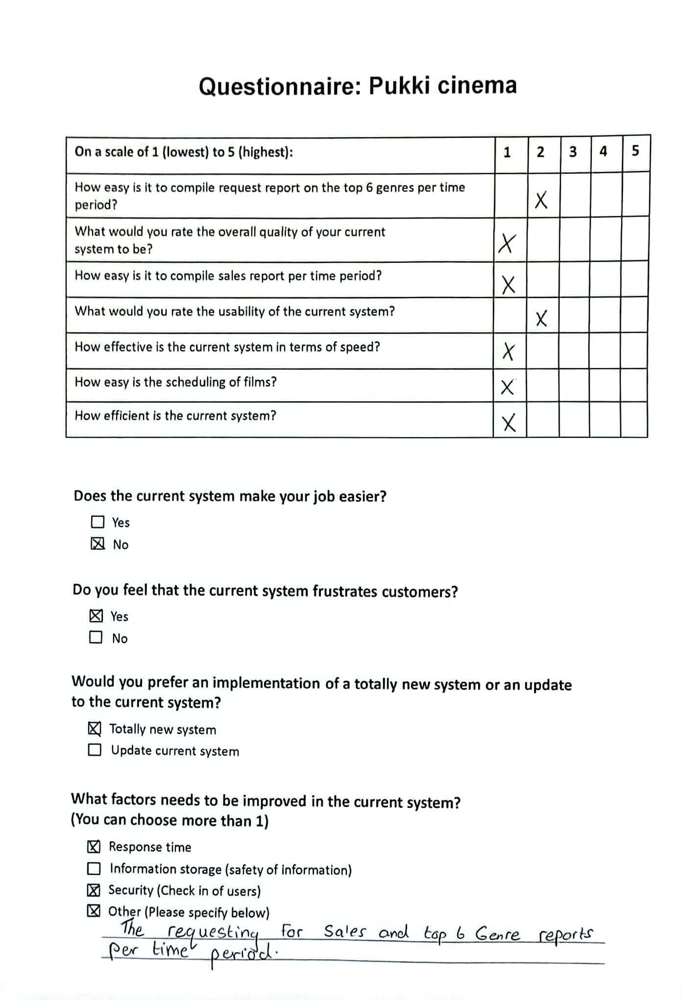 Questionnaire: Pukki cinema
On a scale of 1 (lowest) to 5 (highest): 1 2 3 4 5
How easy is it to compile request report on the top 6 genres per time
period? X
What would you rate the overall quality of your current
system to be? X
How easy is it to compile sales report per time period? X
What would you rate the usability of the current system? X
How effective is the current system in terms of speed? X
How easy is the scheduling of films? X
How efficient is the current system? X
Does the current system make your job easier?
☐ Yes
☒ No
Do you feel that the current system frustrates customers?
☒ Yes
☐ No
Would you prefer an implementation of a totally new system or an update
to the current system?
☒ Totally new system
☐ Update current system
What factors needs to be improved in the current system?
(You can choose more than 1)
☒ Response time
☐ Information storage (safety of information)
☒ Security (Check in of users)
☒ Other (Please specify below)
The requesting for Sales and top 6 Genre reports
per time period.